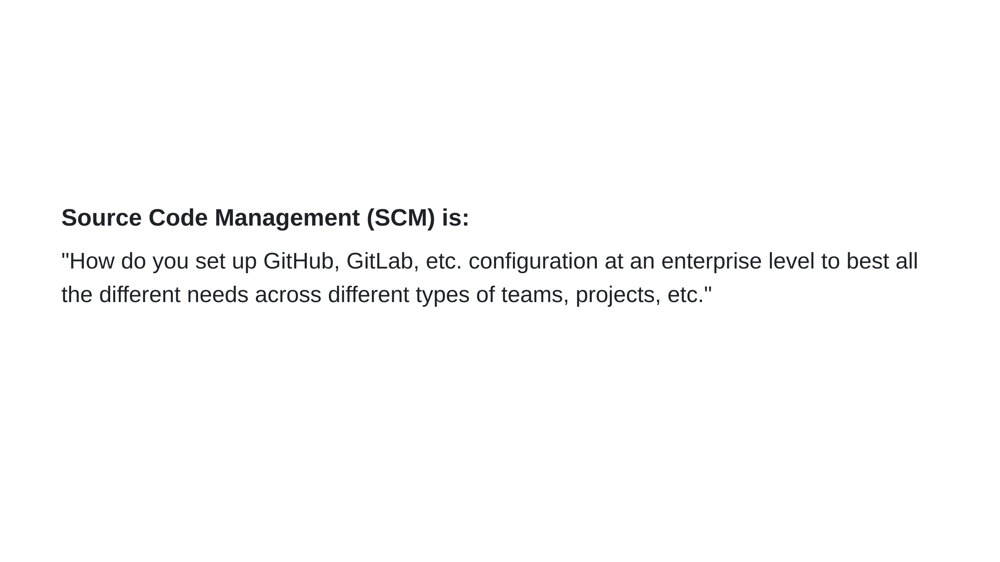 Source Code Management (SCM) is:
"How do you set up GitHub, GitLab, etc. configuration at an enterprise level to best all
the different needs across different types of teams, projects, etc."